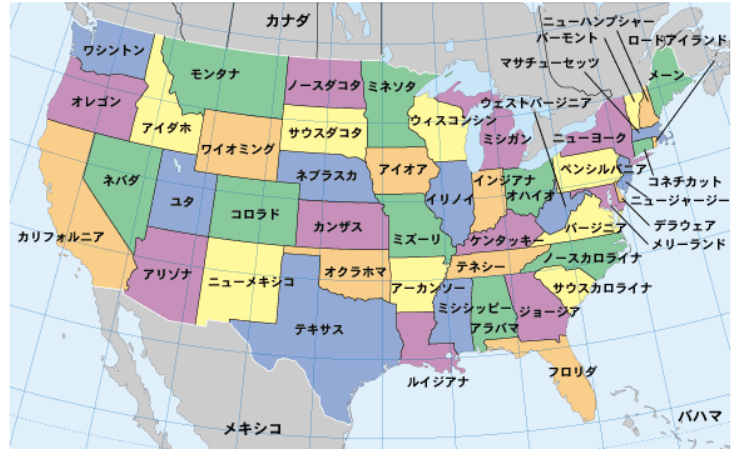 カナダ
ニューハンプシャー
バーモント
ロードアイランド
マサチューセッツ
ワシントン
モンタナ
ノースダコタ
ミネソタ
メーン
オレゴン
アイダホ
ワイオミング
サウスダコタ
ウィスコンシン
ウェストバージニア
ミシガン
ニューヨーク
ネバダ
ユタ
コロラド
ネブラスカ
アイオア
イリノイ
インジアナ
オハイオ
ペンシルバニア
コネチカット
ニュージャージー
デラウェア
メリーランド
カリフォルニア
カンザス
ミズーリ
ケンタッキー
バージニア
アリゾナ
ニューメキシコ
オクラホマ
アーカンソー
テネシー
ノースカロライナ
サウスカロライナ
テキサス
ミシシッピー
アラバマ
ジョージア
ルイジアナ
フロリダ
メキシコ
バハマ